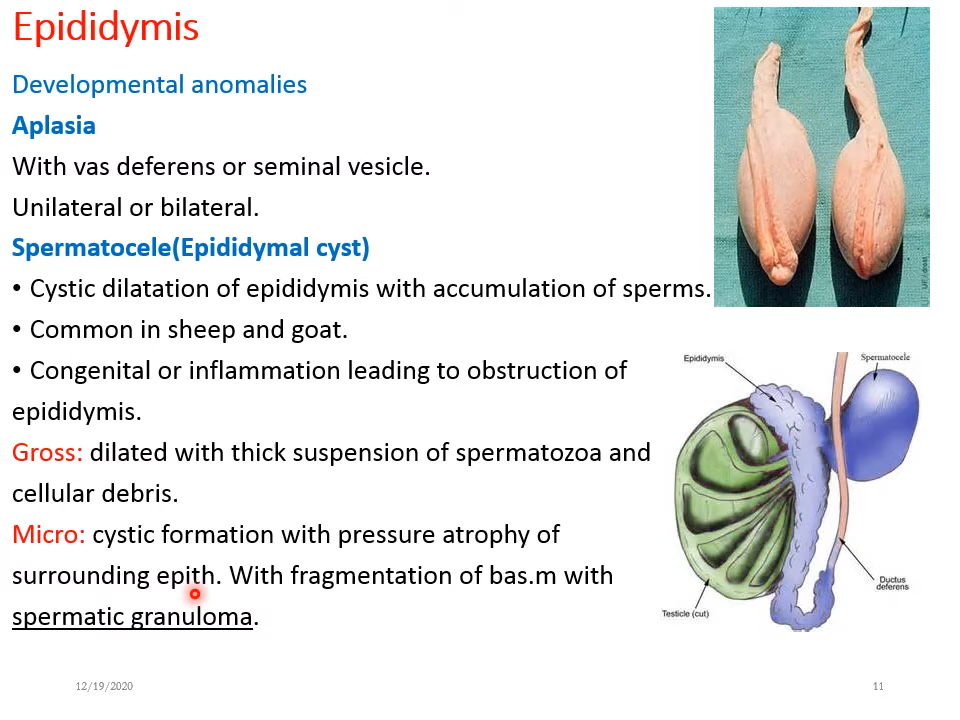 Epididymis
Developmental anomalies
Aplasia
With vas deferens or seminal vesicle.
Unilateral or bilateral.
Spermatocele(Epididymal cyst)
• Cystic dilatation of epididymis with accumulation of sperms.
• Common in sheep and goat.
• Congenital or inflammation leading to obstruction of
epididymis.
Gross: dilated with thick suspension of spermatozoa and
cellular debris.
Micro: cystic formation with pressure atrophy of
surrounding epith. With fragmentation of bas.m with
spermatic granuloma.
Epididymis
Spermatocele
Ductus
deferens
Testicle (cut)
12/19/2020
11